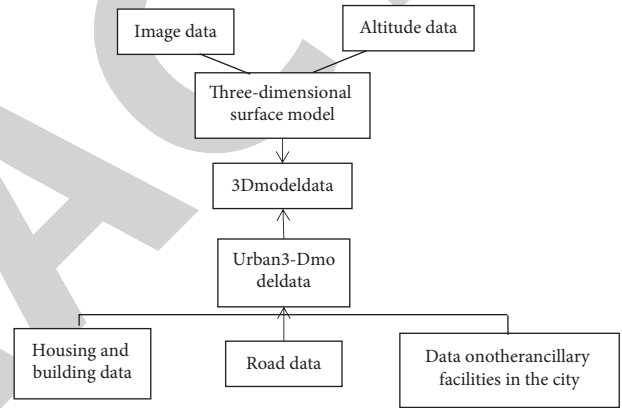 Image data
Altitude data
Three-dimensional
surface model
3Dmodeldata
Urban3-Dmo
deldata
Housing and
building data
Road data
Data onotherancillary
facilities in the city